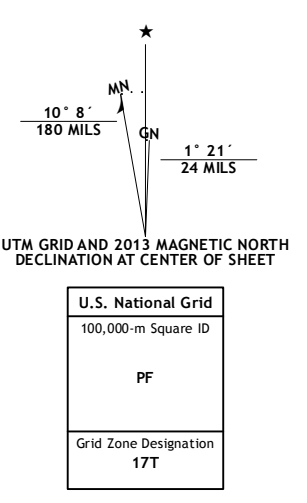 ★
MN
10° 8´
180 MILS
GN
1° 21´
24 MILS
UTM GRID AND 2013 MAGNETIC NORTH
DECLINATION AT CENTER OF SHEET
U.S. National Grid
100,000-m Square ID
PF
Grid Zone Designation
17T